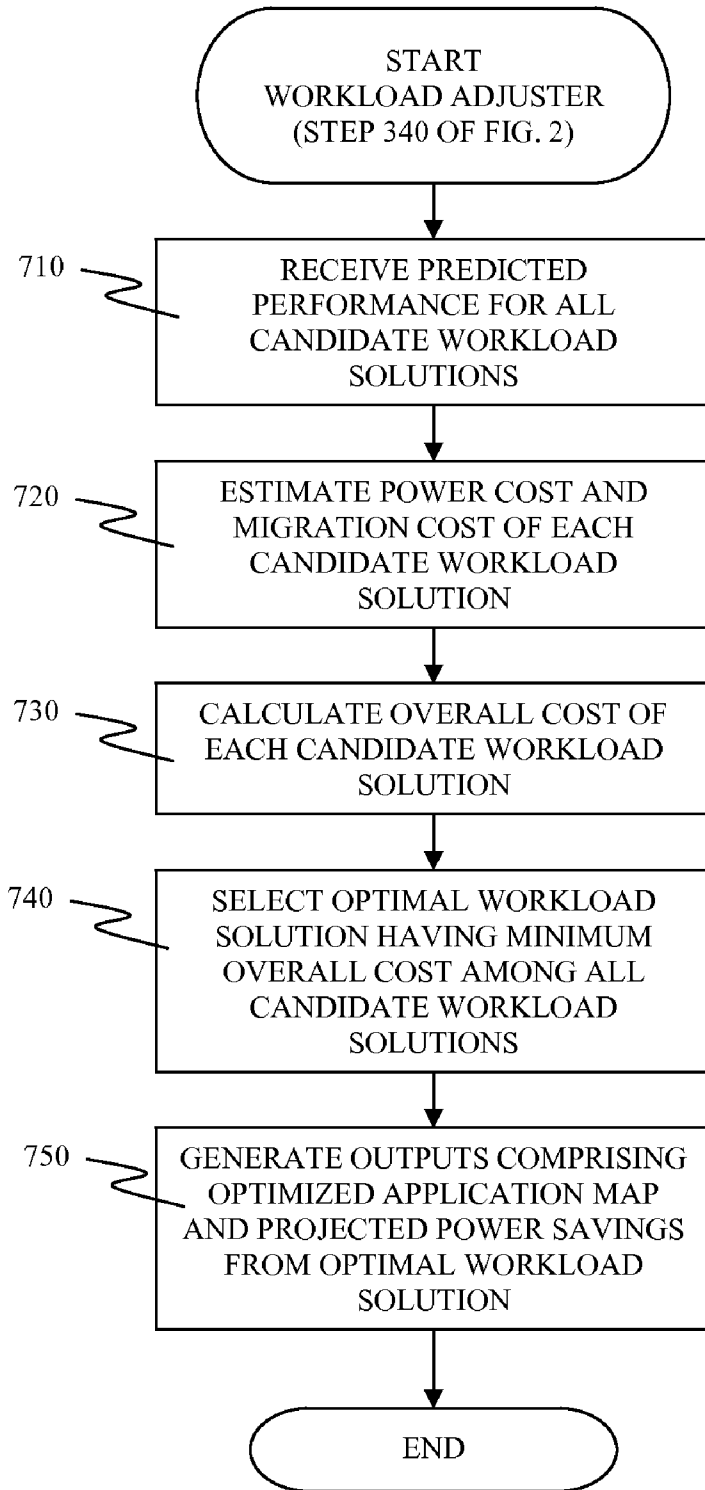 START
WORKLOAD ADJUSTER
(STEP 340 OF FIG. 2)
710
RECEIVE PREDICTED
PERFORMANCE FOR ALL
CANDIDATE WORKLOAD
SOLUTIONS
720
ESTIMATE POWER COST AND
MIGRATION COST OF EACH
CANDIDATE WORKLOAD
SOLUTION
730
CALCULATE OVERALL COST OF
EACH CANDIDATE WORKLOAD
SOLUTION
740
SELECT OPTIMAL WORKLOAD
SOLUTION HAVING MINIMUM
OVERALL COST AMONG ALL
CANDIDATE WORKLOAD
SOLUTIONS
750
GENERATE OUTPUTS COMPRISING
OPTIMIZED APPLICATION MAP
AND PROJECTED POWER SAVINGS
FROM OPTIMAL WORKLOAD
SOLUTION
END